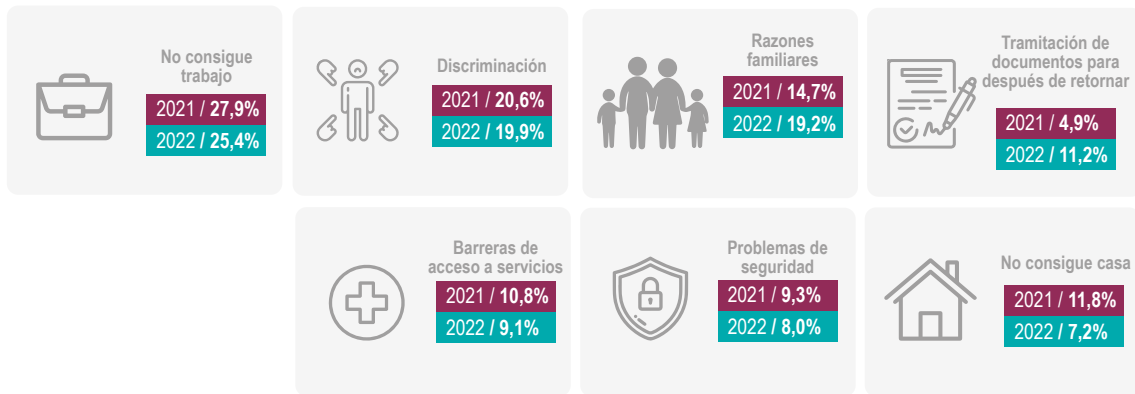 No consigue
trabajo
2021 / 27,9%
2022 / 25,4%
Discriminación
2021 / 20,6%
2022 / 19,9%
Razones
familiares
2021 / 14,7%
2022 / 19,2%
Tramitación de
documentos para
después de retornar
2021 / 4,9%
2022 / 11,2%
Barreras de
acceso a servicios
2021 / 10,8%
2022 / 9,1%
Problemas de
seguridad
2021 / 9,3%
2022 / 8,0%
No consigue casa
2021 / 11,8%
2022 / 7,2%